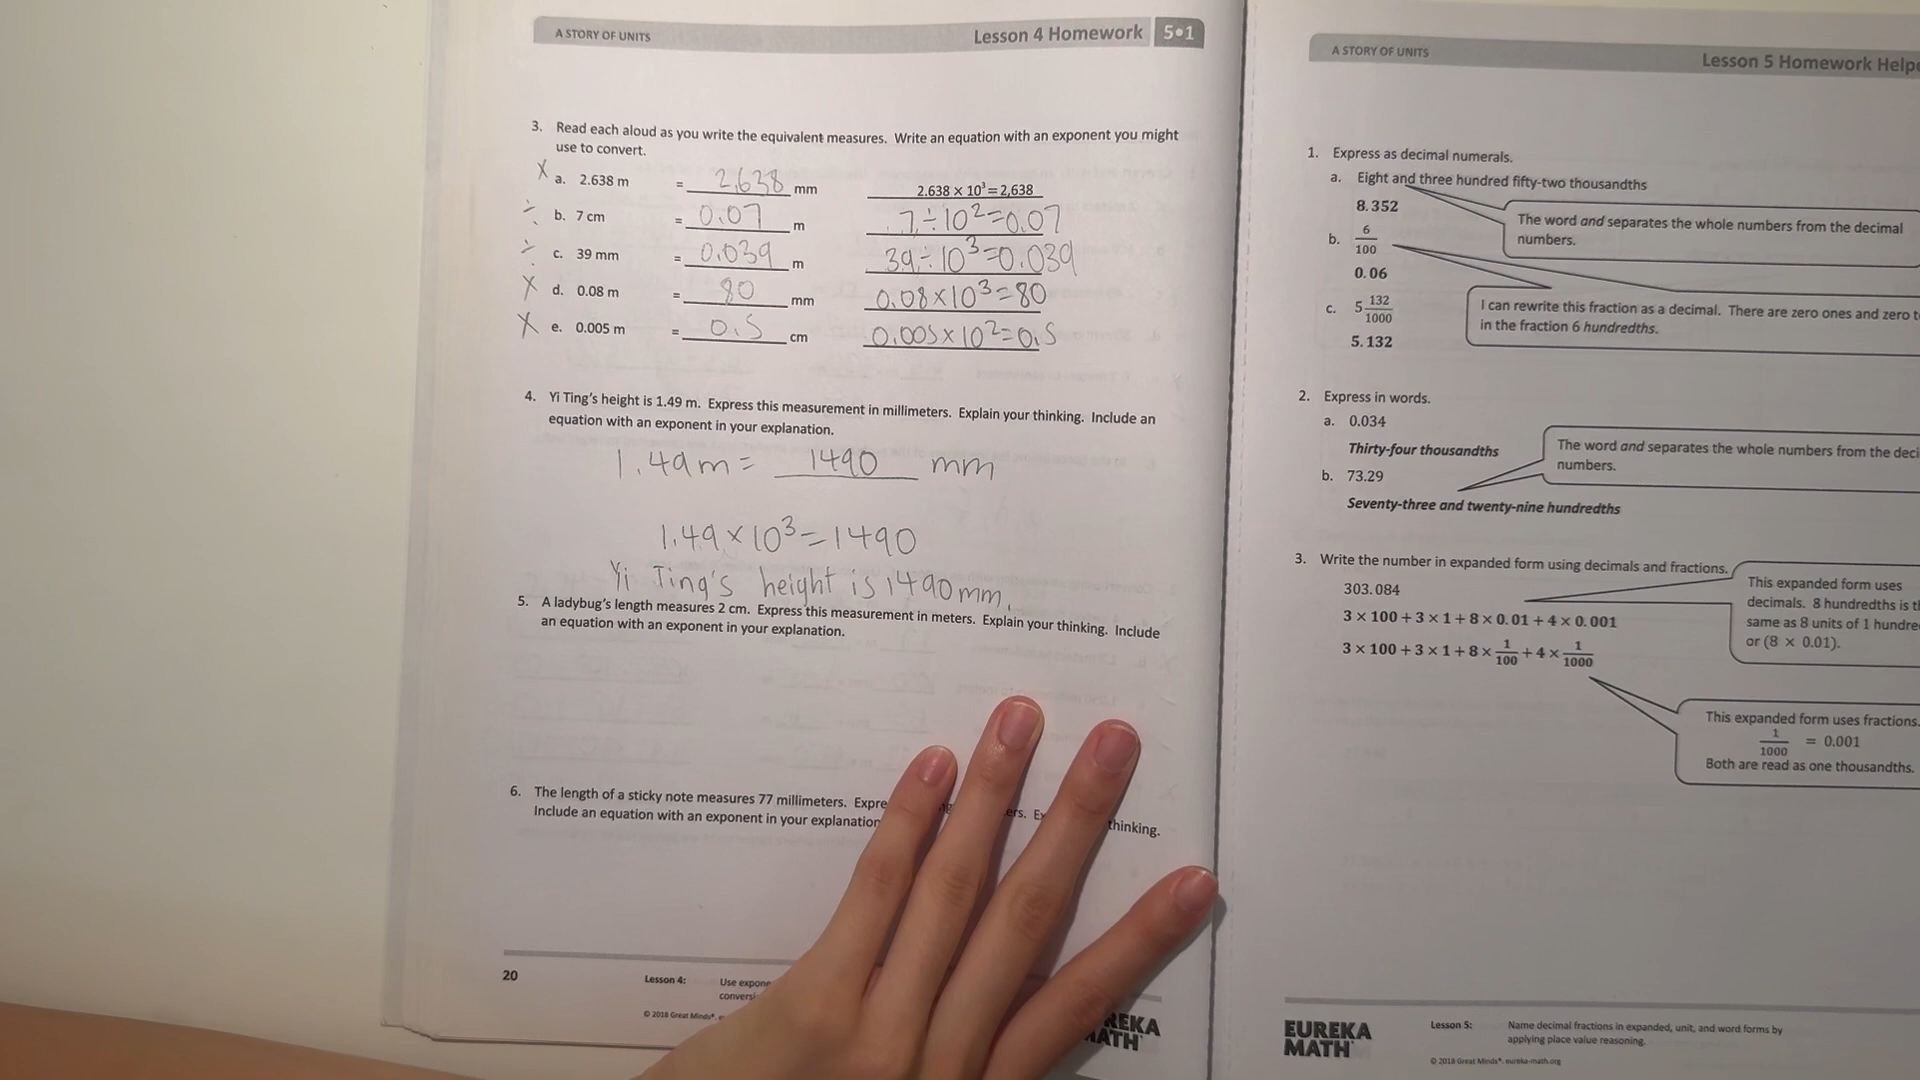 A STORY OF UNITS
Lesson 4 Homework 5•1
3. Read each aloud as you write the equivalent measures. Write an equation with an exponent you might
use to convert.
X a. 2.638 m = 2,638 mm 2.638 × 10³ = 2,638
÷ b. 7 cm = 0.07 m 7 ÷ 10² = 0.07
÷ c. 39 mm = 0.039 m 39 ÷ 10³ = 0.039
X d. 0.08 m = 80 mm 0.08 × 10³ = 80
X e. 0.005 m = 0.5 cm 0.005 × 10² = 0.5
4. Yi Ting's height is 1.49 m. Express this measurement in millimeters. Explain your thinking. Include an
equation with an exponent in your explanation.
1.49m = 1490 mm
1.49 × 10³ = 1490
Yi Ting's height is 1490mm.
5. A ladybug's length measures 2 cm. Express this measurement in meters. Explain your thinking. Include
an equation with an exponent in your explanation.
6. The length of a sticky note measures 77 millimeters. thinking.
Include an equation with an exponent in your explanation
20
Lesson 4: Use
© 2018 Great Minds®.
MATH
A STORY OF UNITS
Lesson 5 Homework
1. Express as decimal numerals.
a. Eight and three hundred fifty-two thousandths
8.352
The word and separates the whole numbers from the decimal
numbers.
b. 6/100
0.06
I can rewrite this fraction as a decimal. There are zero ones and zero
in the fraction 6 hundredths.
c. 5 132/1000
5.132
2. Express in words.
a. 0.034
Thirty-four thousandths
The word and separates the whole numbers from the
numbers.
b. 73.29
Seventy-three and twenty-nine hundredths
3. Write the number in expanded form using decimals and fractions.
303.084
3 × 100 + 3 × 1 + 8 × 0.01 + 4 × 0.001
3 × 100 + 3 × 1 + 8 × 1/100 + 4 × 1/1000
This expanded form uses
decimals. 8 hundredths is
same as 8 units of 1
or (8 × 0.01).
This expanded form uses fractions.
1/1000 = 0.001
Both are read as one thousandths.
EUREKA
MATH
Lesson 5: Name decimal fractions in expanded, unit, and word forms by
applying place value reasoning.
© 2018 Great Minds®. eureka-math.org